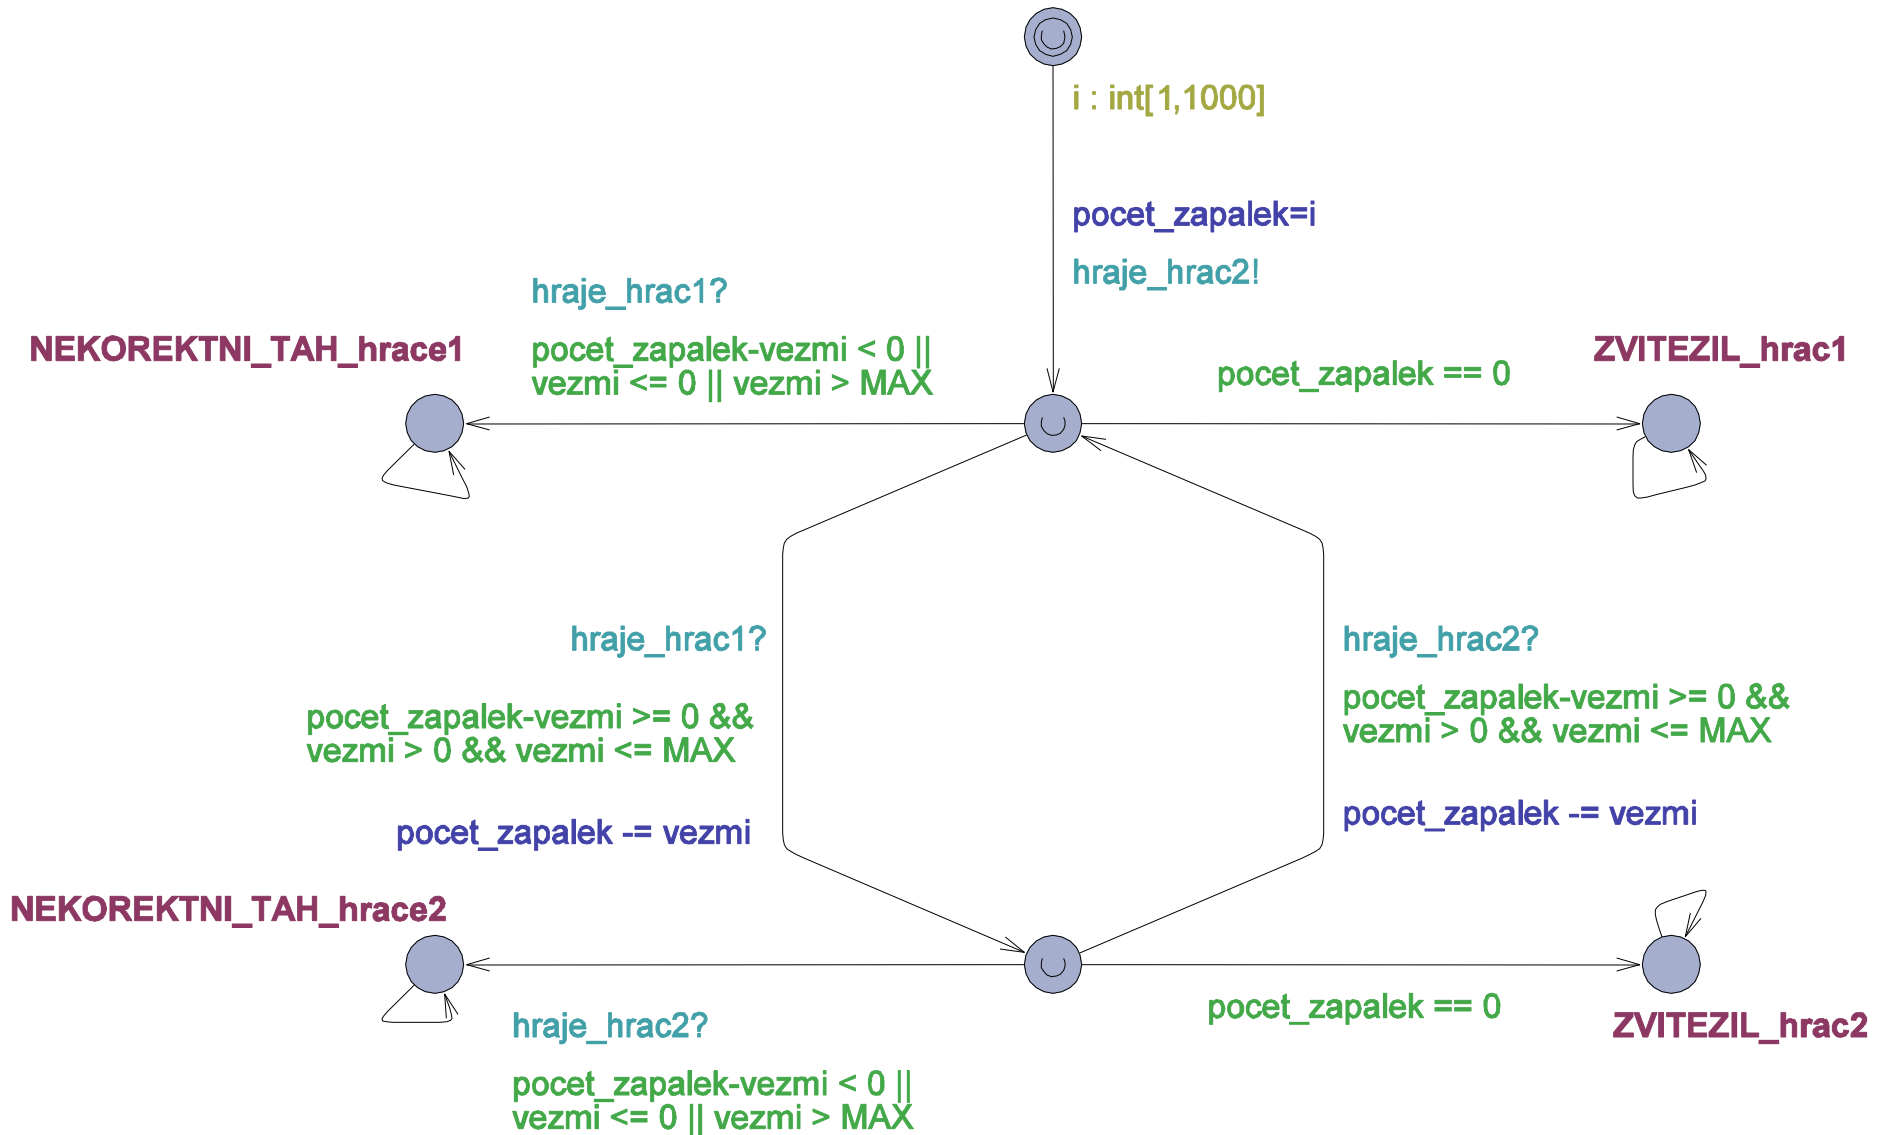 i : int[1,1000]
pocet_zapalek=i
hraje_hrac2!
hraje_hrac1?
NEKOREKTNI_TAH_hrace1
pocet_zapalek-vezmi < 0 ||
vezmi <= 0 || vezmi > MAX
ZVITEZIL_hrac1
pocet_zapalek == 0
hraje_hrac1?
pocet_zapalek-vezmi >= 0 &&
vezmi > 0 && vezmi <= MAX
pocet_zapalek -= vezmi
hraje_hrac2?
pocet_zapalek-vezmi >= 0 &&
vezmi > 0 && vezmi <= MAX
pocet_zapalek -= vezmi
NEKOREKTNI_TAH_hrace2
hraje_hrac2?
pocet_zapalek-vezmi < 0 ||
vezmi <= 0 || vezmi > MAX
pocet_zapalek == 0
ZVITEZIL_hrac2